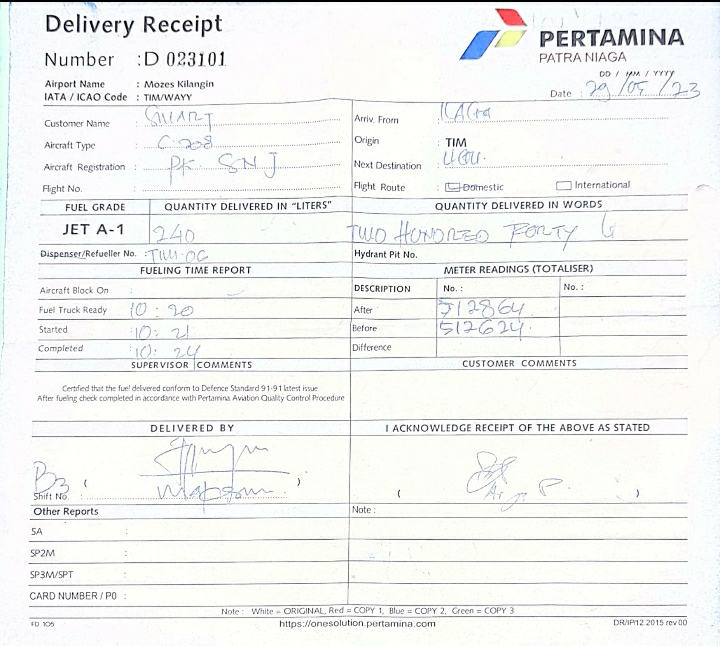 Delivery Receipt
PERTAMINA
PATRA NIAGA
Number : D 023101
DD / MM / YYYY
Date : 29/05/23
Airport Name : Mozes Kilangin
IATA / ICAO Code : TIM/WAYY
Customer Name : SMART
Arriv. From :
Aircraft Type : C 208
Origin : TIM
Aircraft Registration : PK SNJ
Next Destination :
Flight No. :
Flight Route : Domestic International
FUEL GRADE QUANTITY DELIVERED IN "LITERS" QUANTITY DELIVERED IN WORDS
JET A-1 240 TWO HUNDRED FORTY
Dispenser/Refueller No. : TIM-06 Hydrant Pit No.
FUELING TIME REPORT METER READINGS (TOTALISER)
Aircraft Block On : DESCRIPTION No. : No. :
Fuel Truck Ready 10 : 20 After 512864
Started : 10 : 21 Before 512624
Completed : 10 : 24 Difference
SUPERVISOR COMMENTS CUSTOMER COMMENTS
Certified that the fuel delivered conform to Defence Standard 91-91 latest issue.
After fueling check completed in accordance with Pertamina Aviation Quality Control Procedure
DELIVERED BY I ACKNOWLEDGE RECEIPT OF THE ABOVE AS STATED
B3
Shift No. : ( ) ( )
Other Reports Note :
SA :
SP2M :
SP3M/SPT :
CARD NUMBER / P0 :
Note : White = ORIGINAL, Red = COPY 1, Blue = COPY 2, Green = COPY 3
FD 105 https://onesolution.pertamina.com DR/IP/12.2015 rev 00